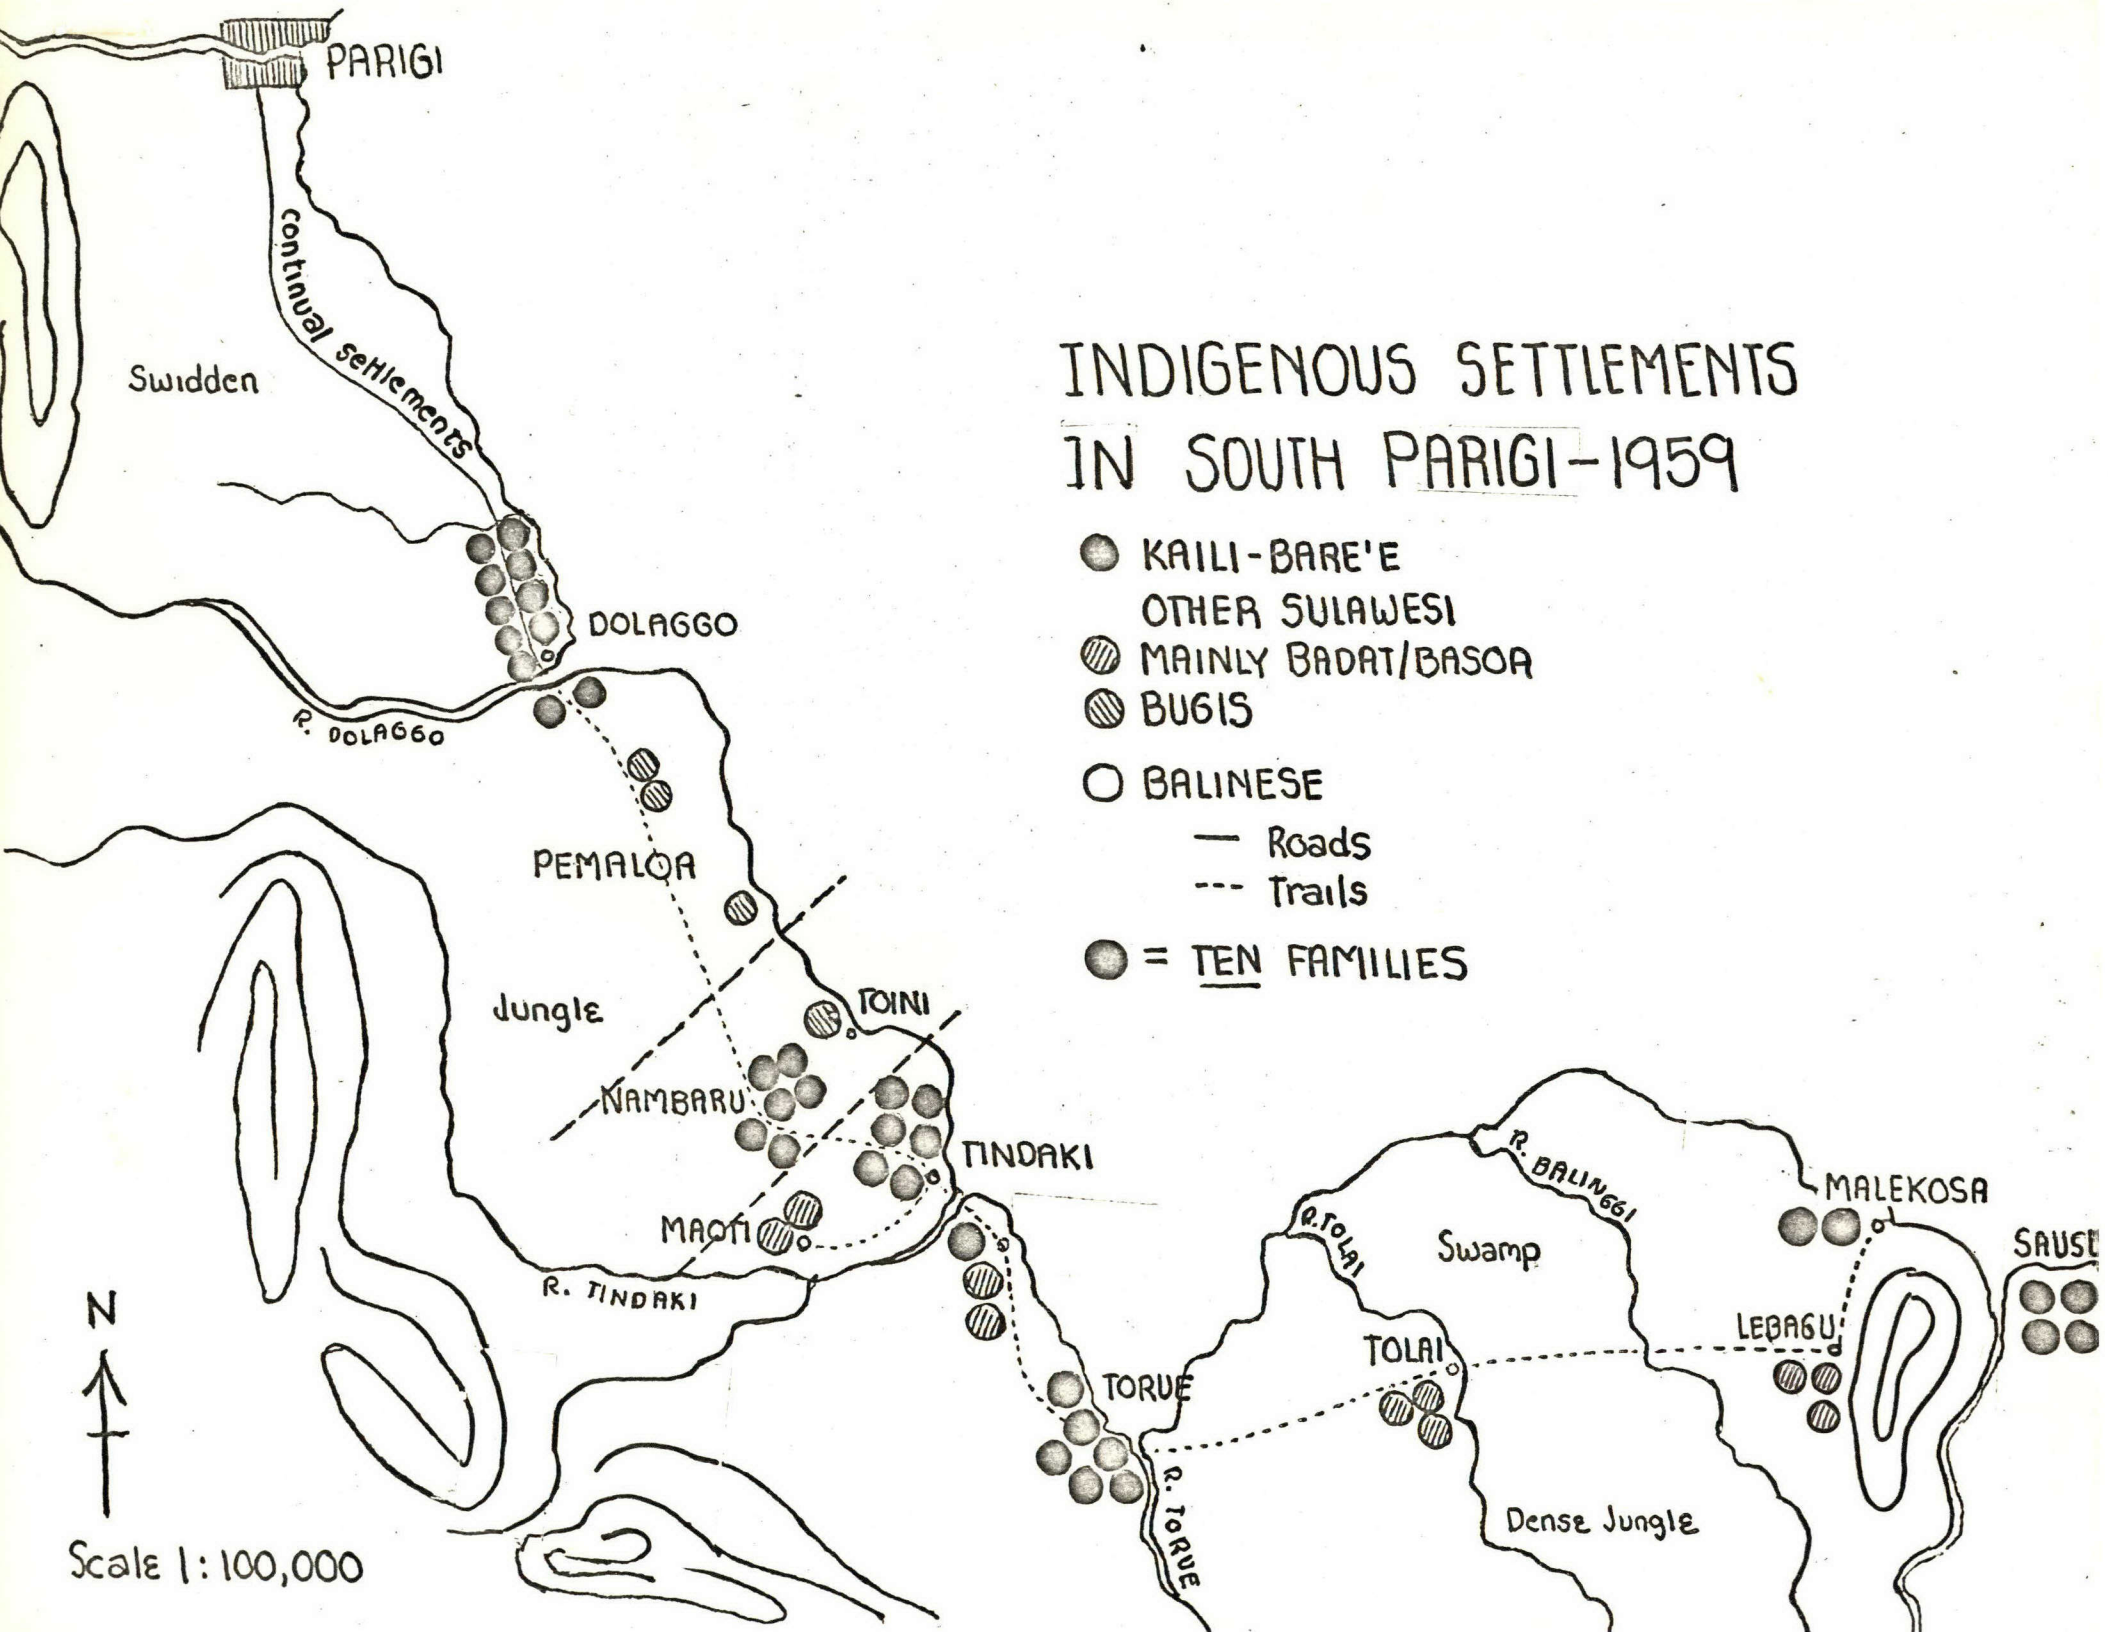 PARIGI
continual settlements
Swidden
INDIGENOUS SETTLEMENTS
IN SOUTH PARIGI-1959
KAILI-BARE'E
OTHER SULAWESI
MAINLY BADAT/BASOA
BUGIS
BALINESE
Roads
Trails
= TEN FAMILIES
DOLAGGO
R. DOLAGGO
PEMALOA
Jungle
TOINI
NAMBARU
TINDAKI
MAOTI
R. TINDAKI
R. BALINGGI
MALEKOSA
R. TOLAI
Swamp
SAUSU
LEBAGU
TOLAI
TORUE
R. TORUE
Dense Jungle
N
Scale 1:100,000